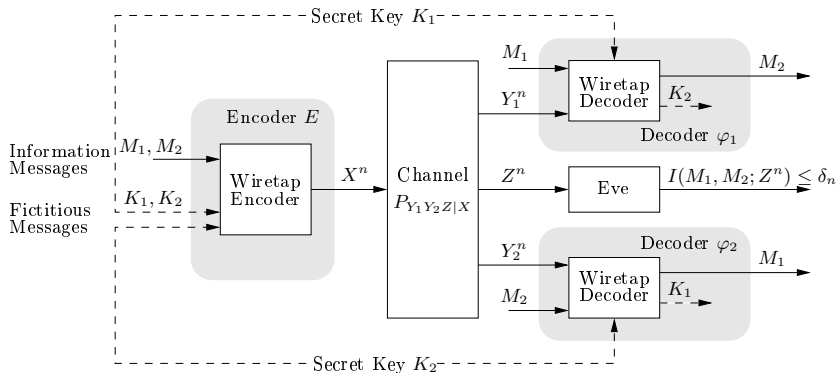 Secret Key K₁
M₁
M₂
Wiretap
Decoder
K₂
Y₁ⁿ
Decoder φ₁
Encoder E
Information
Messages
M₁, M₂
Wiretap
Encoder
Xⁿ
Channel
P_{Y₁Y₂Z|X}
Zⁿ
Eve
I(M₁, M₂; Zⁿ) ≤ δₙ
Fictitious
Messages
K₁, K₂
Y₂ⁿ
Decoder φ₂
M₁
Wiretap
Decoder
K₁
M₂
Secret Key K₂